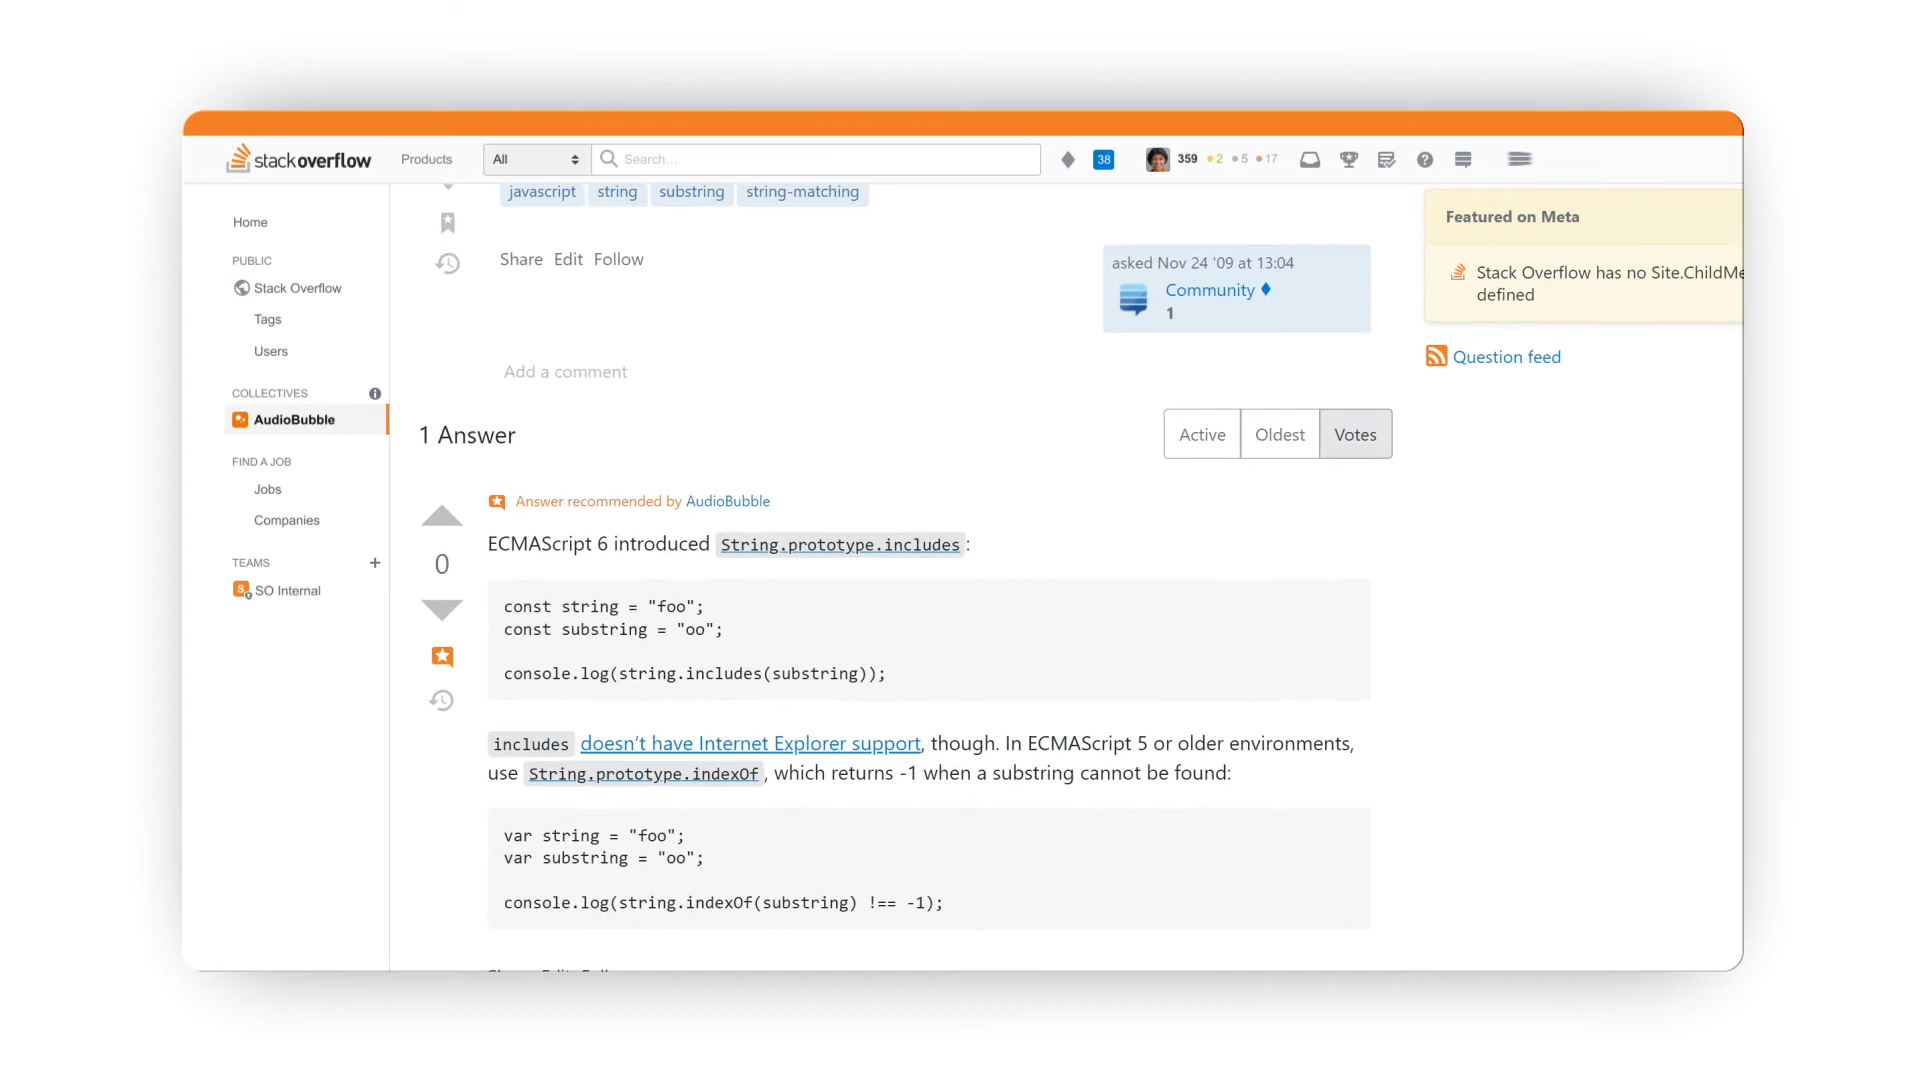 stackoverflow Products All Search... 38 359 2 5 17
javascript string substring string-matching
Featured on Meta
Stack Overflow has no Site.ChildMe
defined
Question feed
Home
PUBLIC
Stack Overflow
Tags
Users
COLLECTIVES
AudioBubble
FIND A JOB
Jobs
Companies
TEAMS +
SO Internal
Share Edit Follow
asked Nov 24 '09 at 13:04
Community
1
Add a comment
1 Answer
Active Oldest Votes
Answer recommended by AudioBubble
0
ECMAScript 6 introduced String.prototype.includes:
const string = "foo";
const substring = "oo";
console.log(string.includes(substring));
includes doesn’t have Internet Explorer support, though. In ECMAScript 5 or older environments,
use String.prototype.indexOf, which returns -1 when a substring cannot be found:
var string = "foo";
var substring = "oo";
console.log(string.indexOf(substring) !== -1);